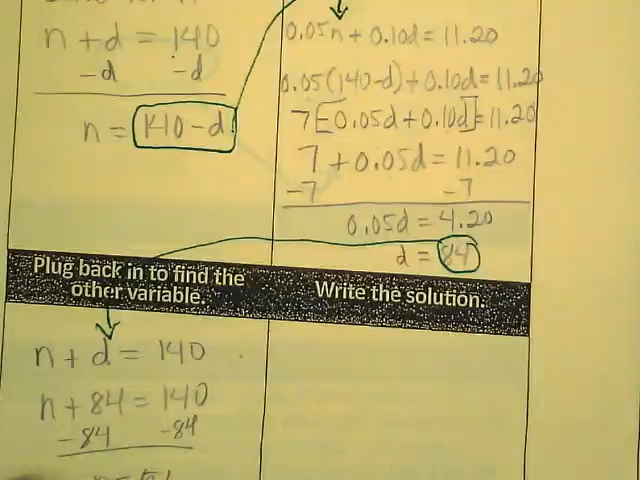 n + d = 140
-d -d
n = 140 - d
0.05n + 0.10d = 11.20
0.05(140-d) + 0.10d = 11.20
7[-0.05d + 0.10d] = 11.20
7 + 0.05d = 11.20
-7 -7
0.05d = 4.20
d = 84
Plug back in to find the
other variable.
n + d = 140
n + 84 = 140
-84 -84
Write the solution.